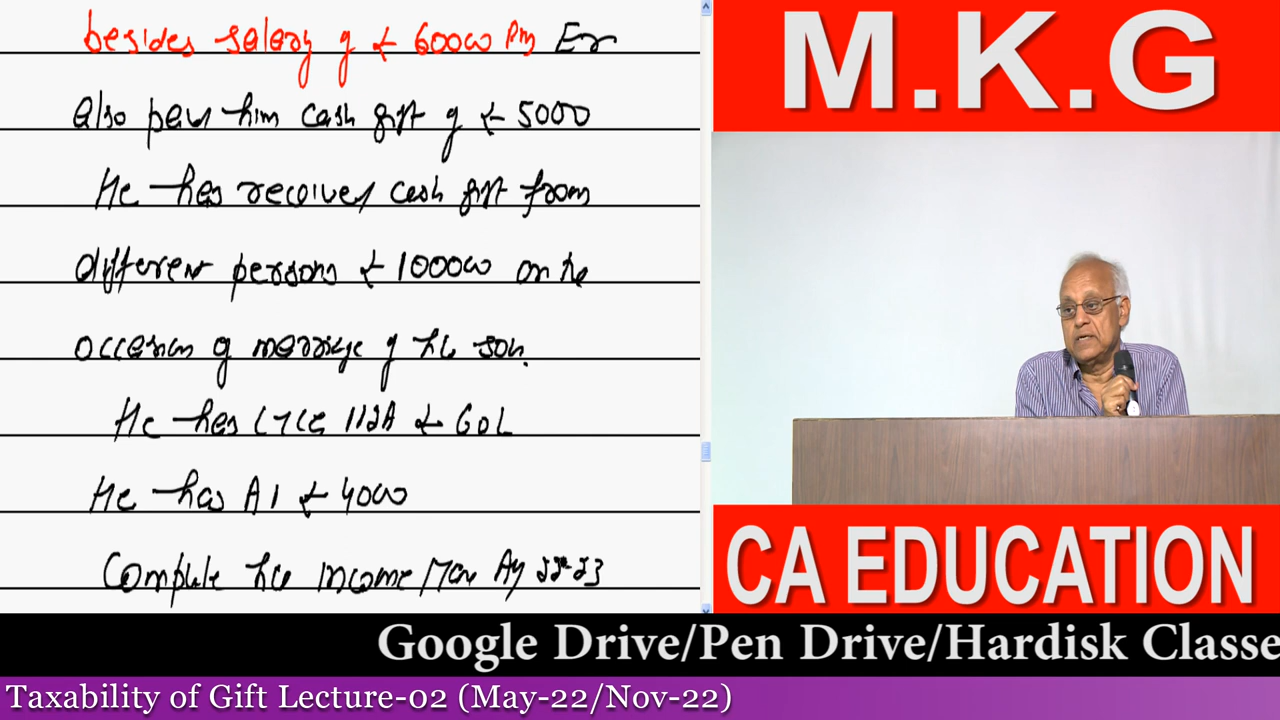 besides salary of ₹ 60000 Pm Er
also pays him cash gift of ₹ 5000
He has received cash gift from
different persons ₹ 100000 on the
occasion of marriage of his son.
He has LTCG 112A ₹ 60L
He has AI ₹ 4000
Compute his income Tax Ay 22-23
M.K.G
CA EDUCATION
Google Drive/Pen Drive/Hardisk Classe
Taxability of Gift Lecture-02 (May-22/Nov-22)